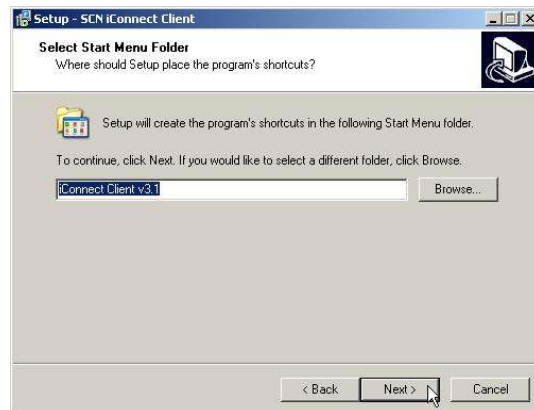 Setup - SCN iConnect Client
Select Start Menu Folder
Where should Setup place the program's shortcuts?
Setup will create the program's shortcuts in the following Start Menu folder.
To continue, click Next. If you would like to select a different folder, click Browse.
iConnect Client v3.1
Browse...
< Back
Next >
Cancel